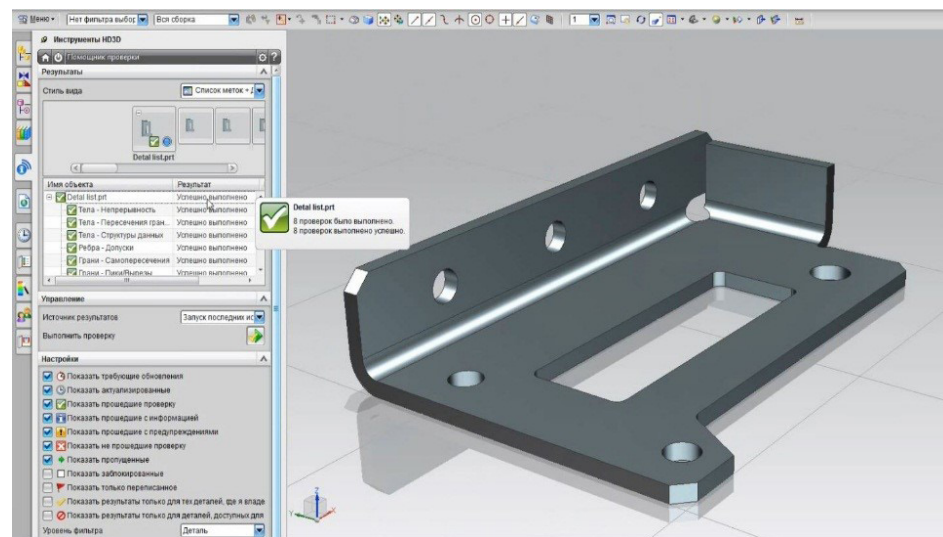 Меню
Нет фильтра выбор
Вся сборка
1
Инструменты HD3D
Помощник проверки
Результаты
Стиль вида
Список меток + Д
Detal list.prt
Имя объекта Результат
Detal list.prt Успешно выполнено
Тела - Непрерывность Успешно выполнено
Тела - Пересечения гран... Успешно выполнено
Тела - Структуры данных Успешно выполнено
Ребра - Допуски Успешно выполнено
Грани - Самопересечения Успешно выполнено
Грани - Пики/Вырезы Успешно выполнено
Detal list.prt
8 проверок было выполнено.
8 проверок выполнено успешно.
Управление
Источник результатов Запуск последних ис
Выполнить проверку
Настройки
Показать требующие обновления
Показать актуализированные
Показать прошедшие проверку
Показать прошедшие с информацией
Показать прошедшие с предупреждениями
Показать не прошедшие проверку
Показать пропущенные
Показать заблокированные
Показать только переписанное
Показать результаты только для тех деталей, где я владе
Показать результаты только для деталей, доступных для
Уровень фильтра Деталь
Z
Y
X